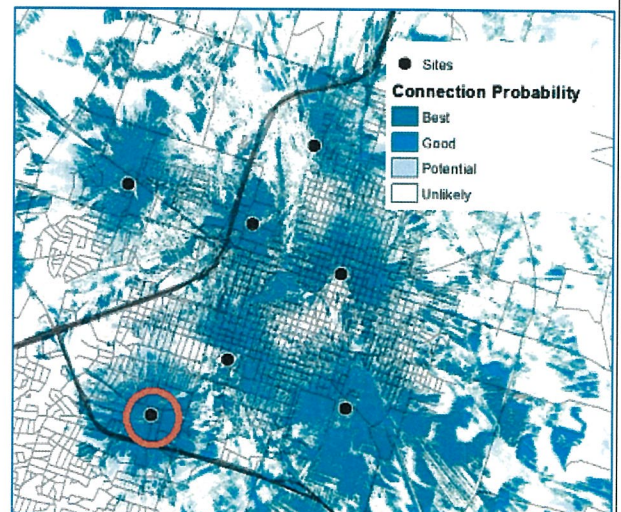 Sites
Connection Probability
Best
Good
Potential
Unlikely